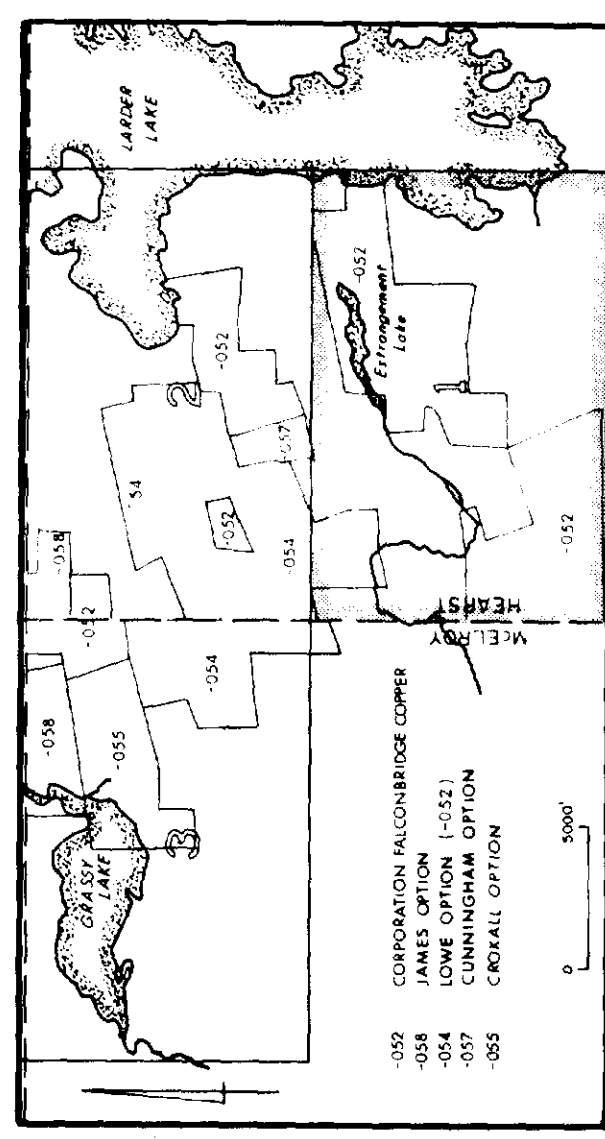 LARDER
LAKE
-058
-052
-058
54
2
-052
-057
-052
-054
-054
-055
3
GRASSY
LAKE
-052
Estrangement
Lake
1
-052
HEARST
McELROY
-052 CORPORATION FALCONBRIDGE COPPER
-058 JAMES OPTION
-054 LOWE OPTION (-052)
-057 CUNNINGHAM OPTION
-055 CROXALL OPTION
0 5000'